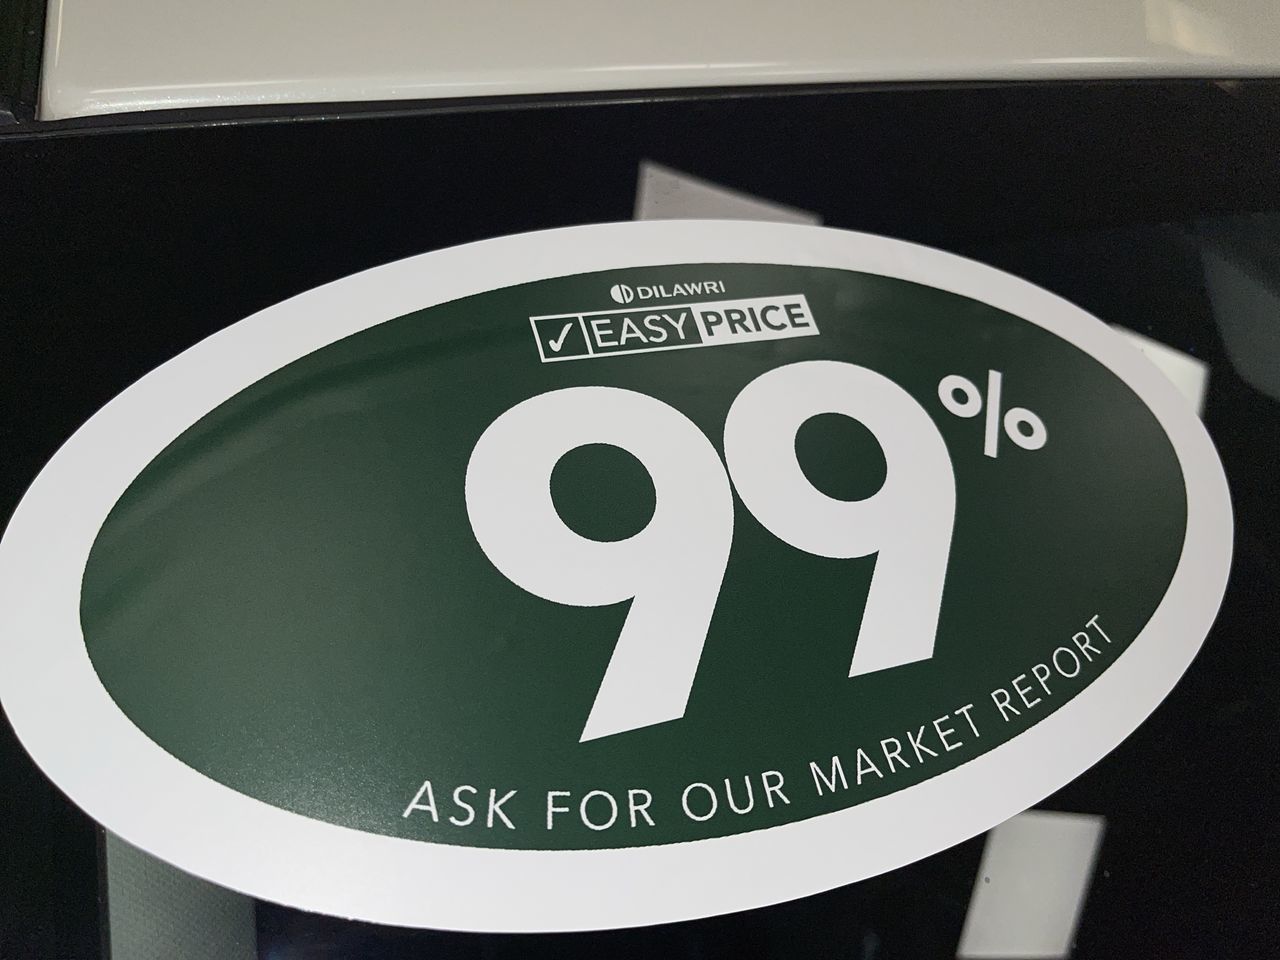 DILAWRI
✓ EASY PRICE
99%
ASK FOR OUR MARKET REPORT